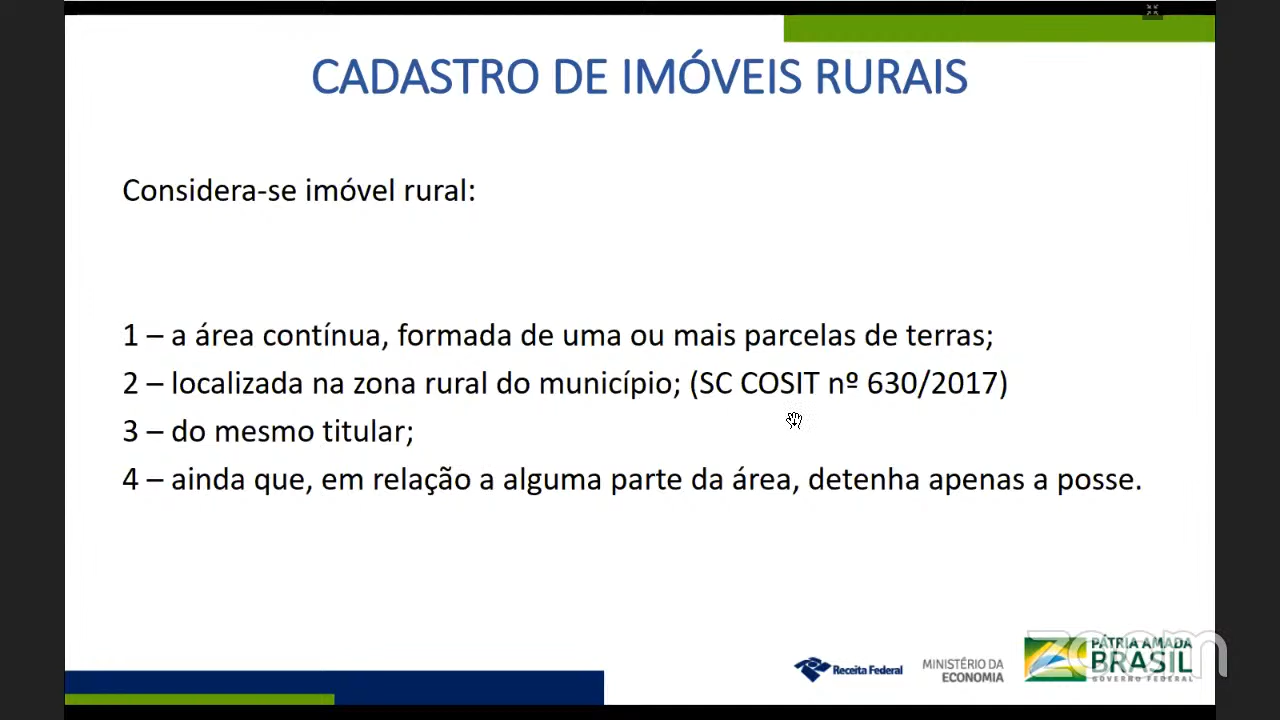 CADASTRO DE IMÓVEIS RURAIS
Considera-se imóvel rural:
1 – a área contínua, formada de uma ou mais parcelas de terras;
2 – localizada na zona rural do município; (SC COSIT nº 630/2017)
3 – do mesmo titular;
4 – ainda que, em relação a alguma parte da área, detenha apenas a posse.
Receita Federal
MINISTÉRIO DA
ECONOMIA
PÁTRIA AMADA
BRASIL
GOVERNO FEDERAL
zoom